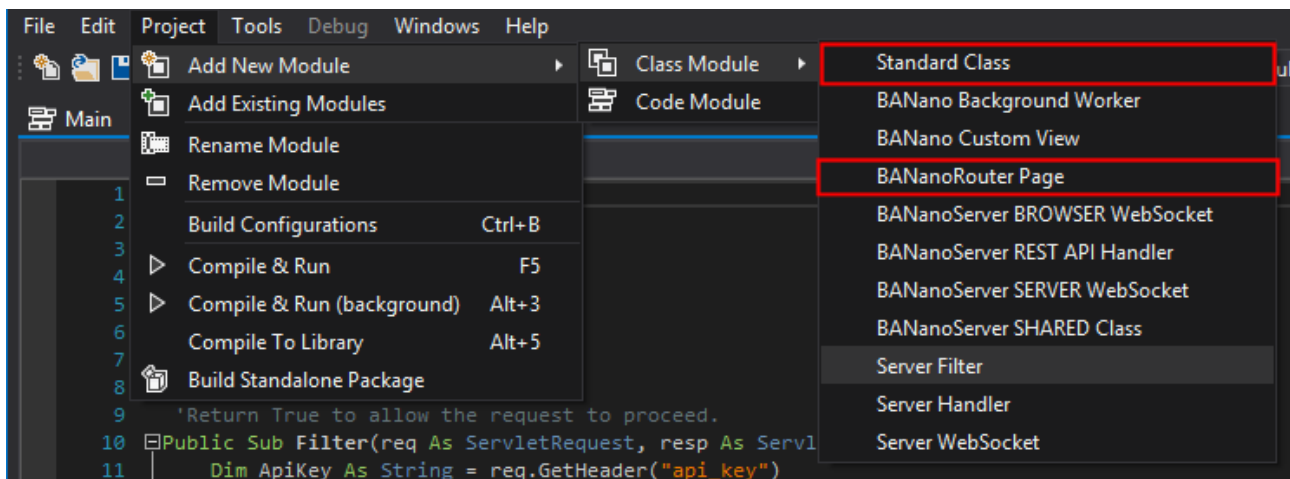 File Edit Project Tools Debug Windows Help
Add New Module
Class Module
Standard Class
Add Existing Modules
Code Module
BANano Background Worker
Main
Rename Module
BANano Custom View
Remove Module
BANanoRouter Page
Build Configurations Ctrl+B
BANanoServer BROWSER WebSocket
Compile & Run F5
BANanoServer REST API Handler
Compile & Run (background) Alt+3
BANanoServer SERVER WebSocket
Compile To Library Alt+5
BANanoServer SHARED Class
Build Standalone Package
Server Filter
Server Handler
Server WebSocket
1
2
3
4
5
6
7
8
9 'Return True to allow the request to proceed.
10 Public Sub Filter(req As ServletRequest, resp As Servl
11 Dim ApiKey As String = req.GetHeader("api_key")